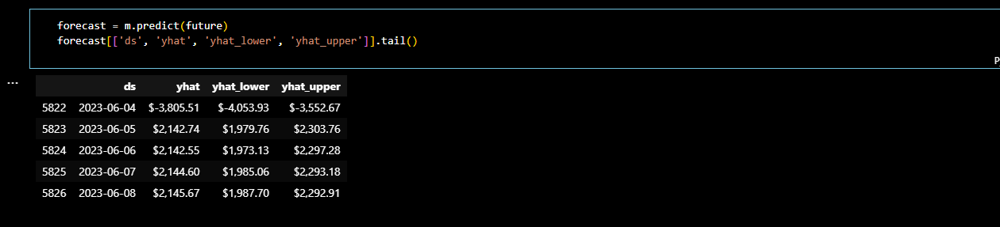 forecast = m.predict(future)
forecast[['ds', 'yhat', 'yhat_lower', 'yhat_upper']].tail()
P
...
ds yhat yhat_lower yhat_upper
5822 2023-06-04 $-3,805.51 $-4,053.93 $-3,552.67
5823 2023-06-05 $2,142.74 $1,979.76 $2,303.76
5824 2023-06-06 $2,142.55 $1,973.13 $2,297.28
5825 2023-06-07 $2,144.60 $1,985.06 $2,293.18
5826 2023-06-08 $2,145.67 $1,987.70 $2,292.91